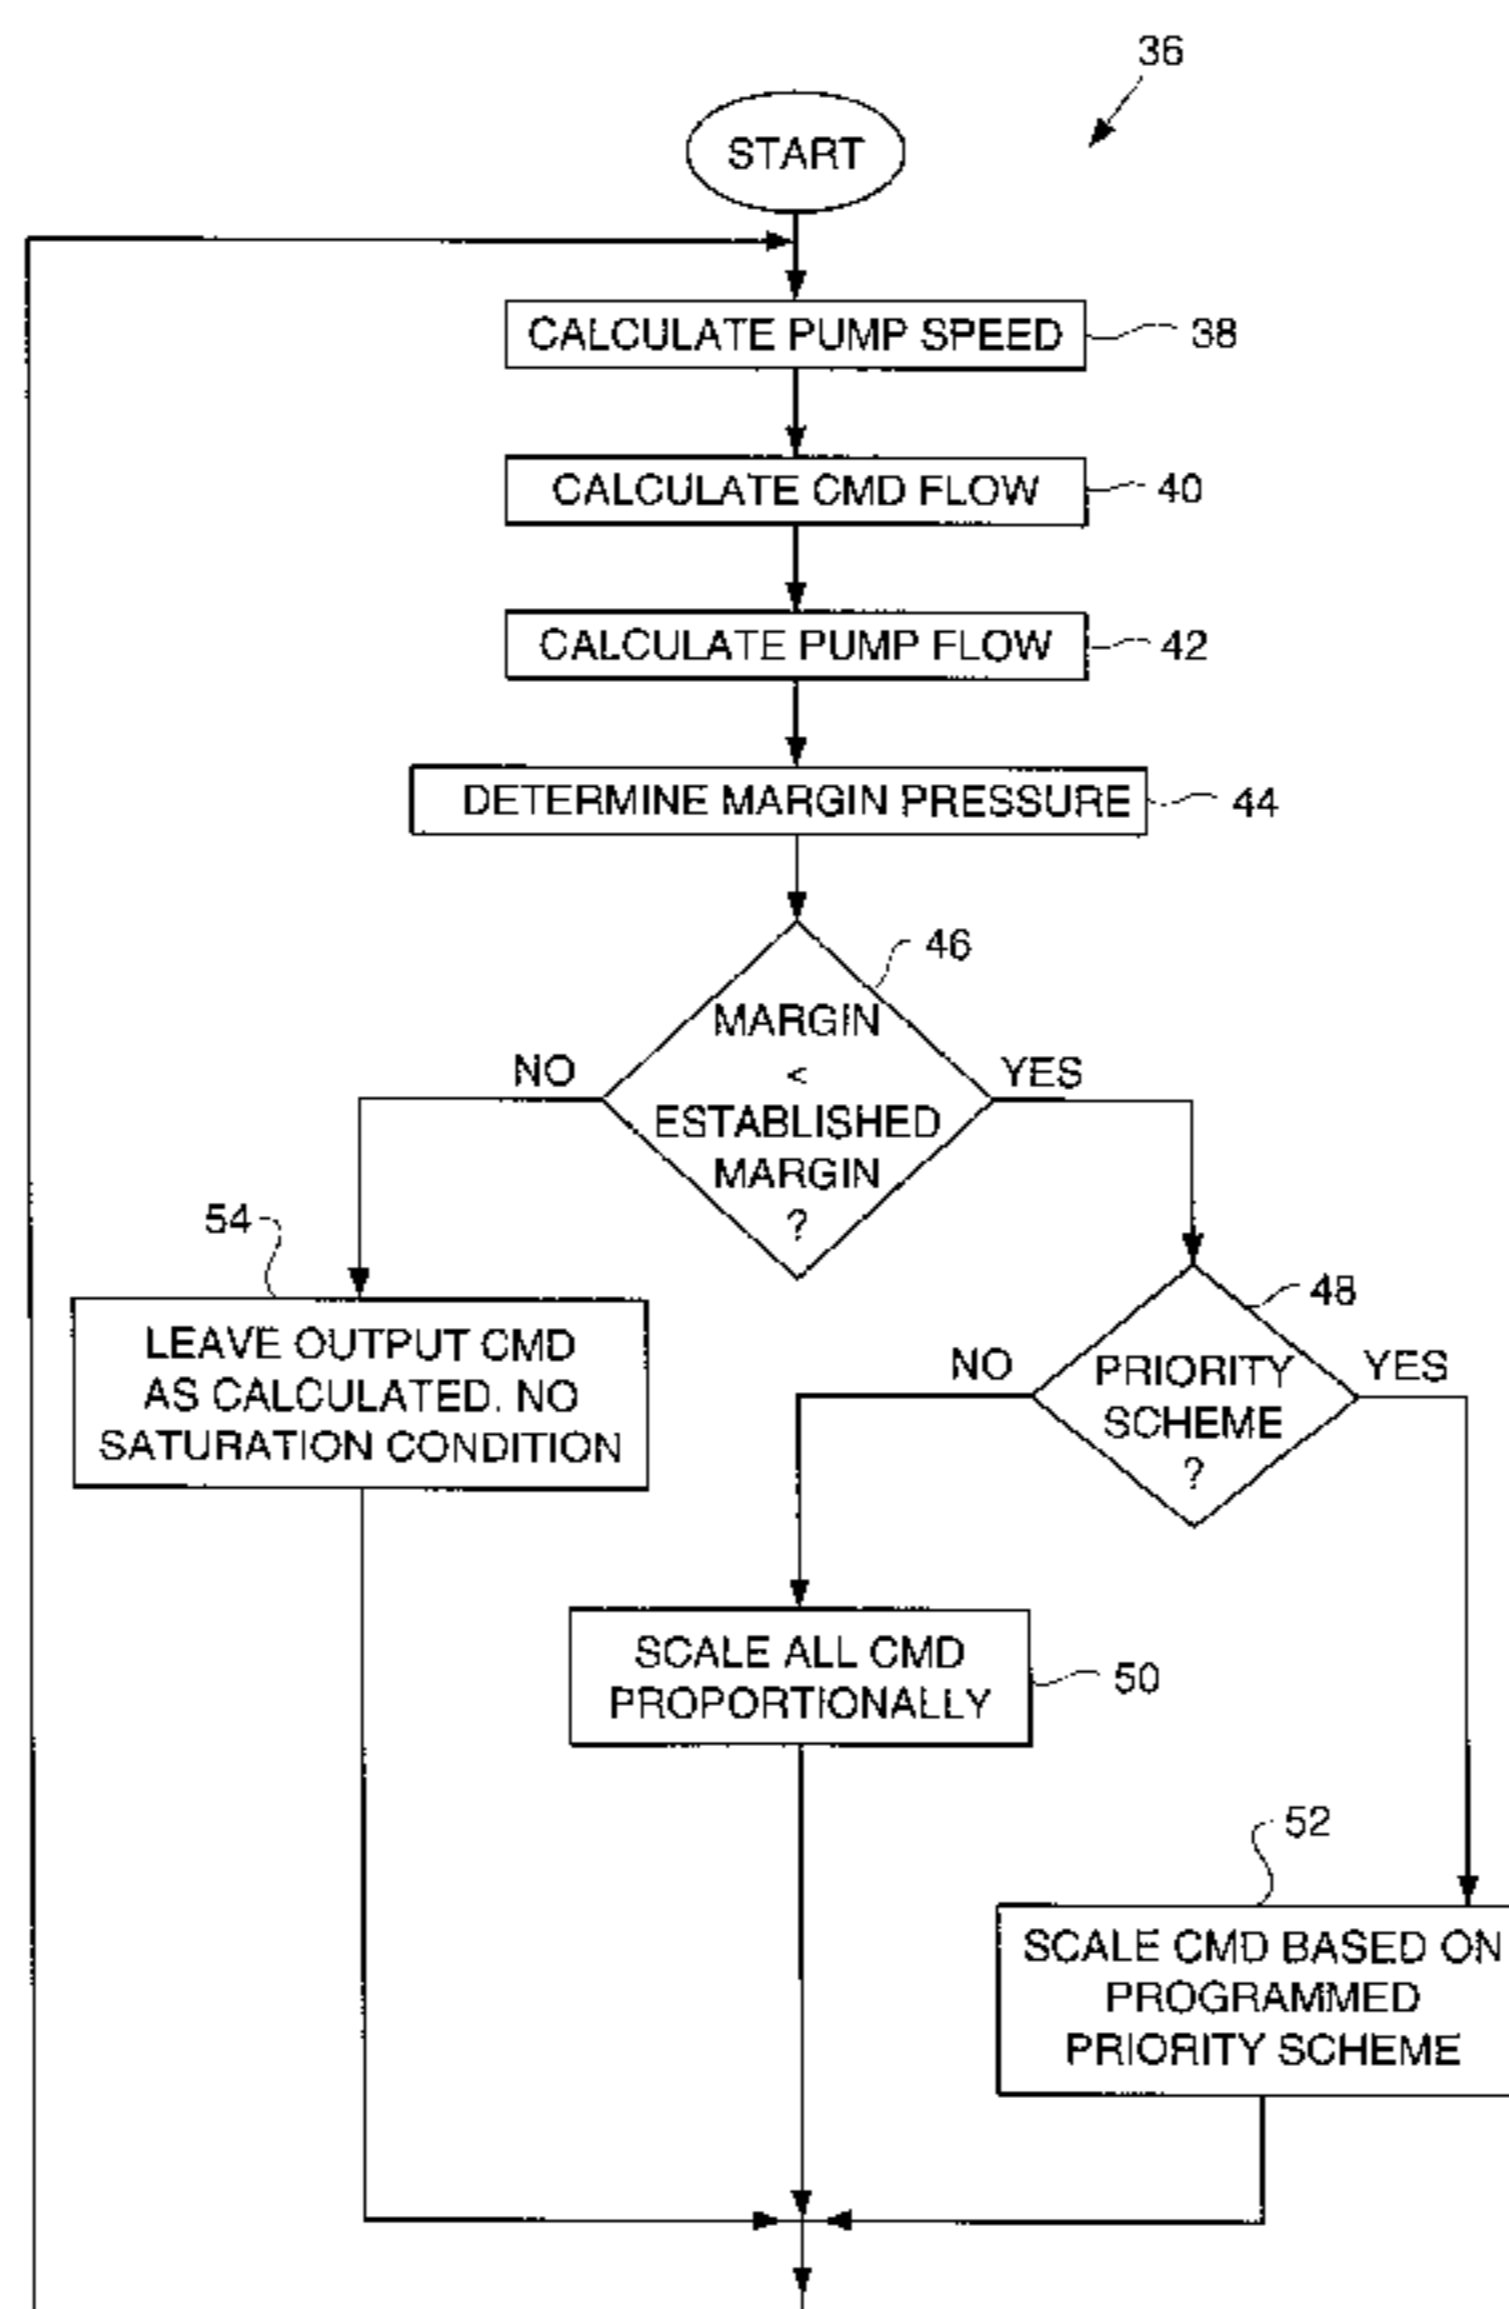 36
START
CALCULATE PUMP SPEED
38
CALCULATE CMD FLOW
40
CALCULATE PUMP FLOW
42
DETERMINE MARGIN PRESSURE
44
46
MARGIN
<
ESTABLISHED
MARGIN
?
NO
YES
54
LEAVE OUTPUT CMD
AS CALCULATED. NO
SATURATION CONDITION
48
PRIORITY
SCHEME
?
NO
YES
SCALE ALL CMD
PROPORTIONALLY
50
52
SCALE CMD BASED ON
PROGRAMMED
PRIORITY SCHEME